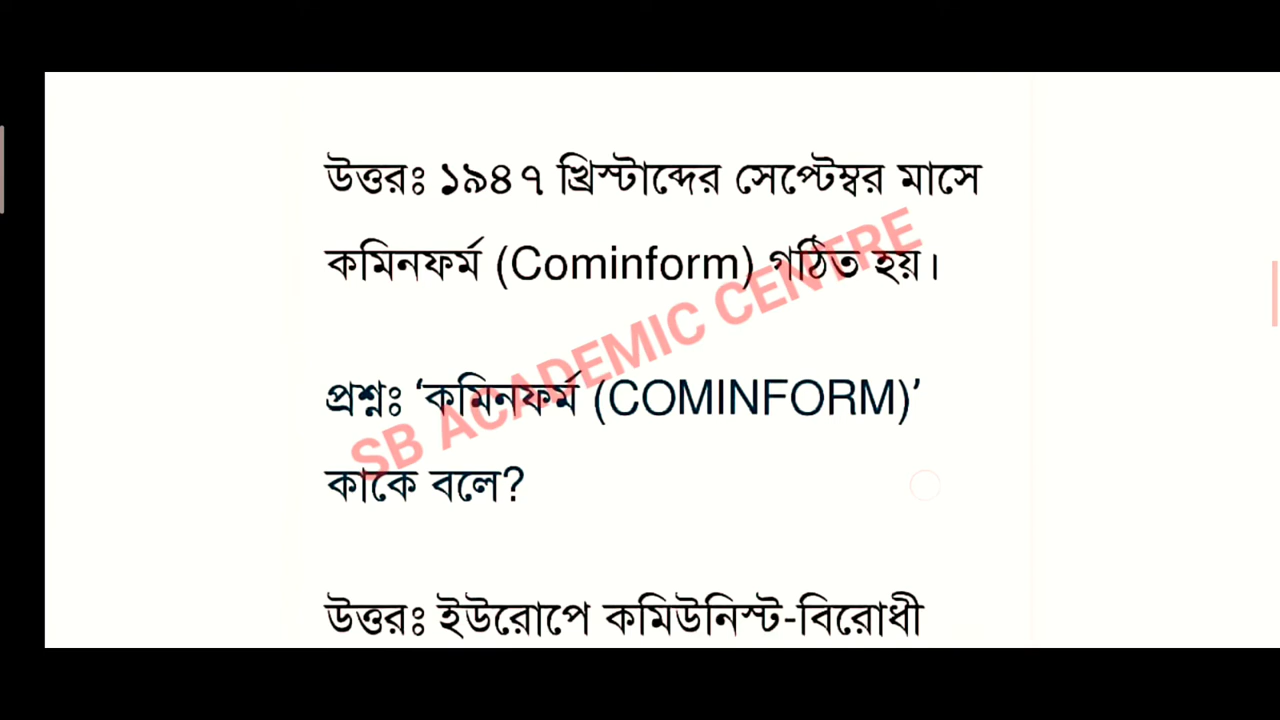 উত্তরঃ ১৯৪৭ খ্রিস্টাব্দের সেপ্টেম্বর মাসে
কমিনফর্ম (Cominform) গঠিত হয়।
SB ACADEMIC CENTRE
প্রশ্নঃ ‘কমিনফর্ম (COMINFORM)’
কাকে বলে?
উত্তরঃ ইউরোপে কমিউনিস্ট-বিরোধী